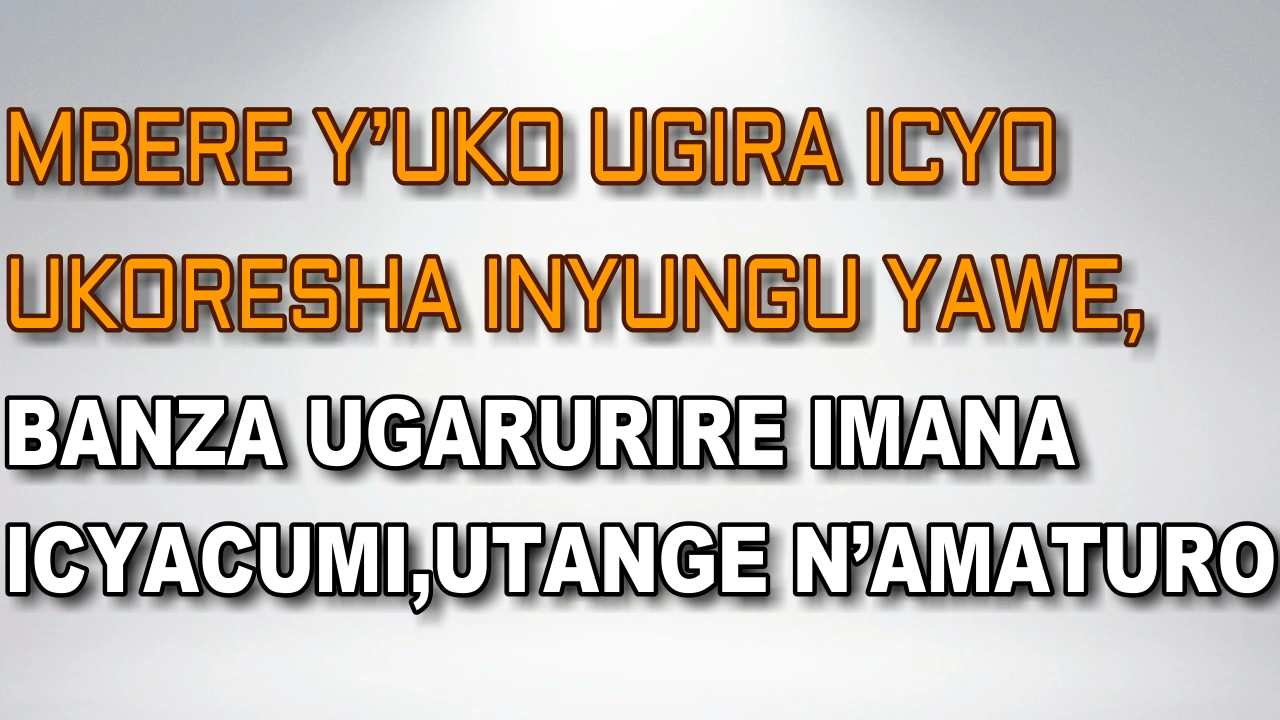 MBERE Y’UKO UGIRA ICYO
UKORESHA INYUNGU YAWE,
BANZA UGARURIRE IMANA
ICYACUMI,UTANGE N’AMATURO